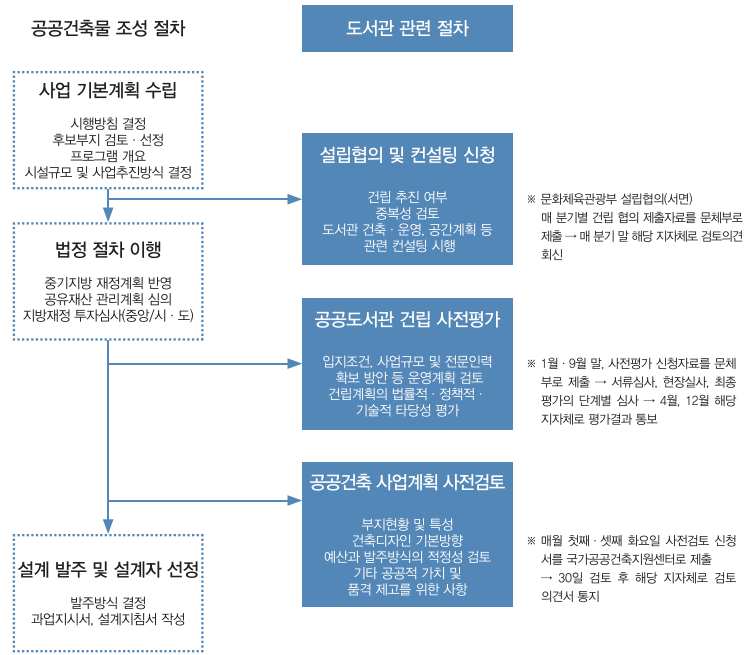 공공건축물 조성 절차
도서관 관련 절차
사업 기본계획 수립
시행방침 결정
후보부지 검토 · 선정
프로그램 개요
시설규모 및 사업추진방식 결정
설립협의 및 컨설팅 신청
건립 추진 여부
중복성 검토
도서관 건축 · 운영, 공간계획 등
관련 컨설팅 시행
※ 문화체육관광부 설립협의(서면)
매 분기별 건립 협의 제출자료를 문체부로
제출 → 매 분기 말 해당 지자체로 검토의견
회신
법정 절차 이행
중기지방 재정계획 반영
공유재산 관리계획 심의
지방재정 투자심사(중앙/시 · 도)
공공도서관 건립 사전평가
입지조건, 사업규모 및 전문인력
확보 방안 등 운영계획 검토
건립계획의 법률적 · 정책적 ·
기술적 타당성 평가
※ 1월 · 9월 말, 사전평가 신청자료를 문체
부로 제출 → 서류심사, 현장실사, 최종
평가의 단계별 심사 → 4월, 12월 해당
지자체로 평가결과 통보
공공건축 사업계획 사전검토
부지현황 및 특성
건축디자인 기본방향
예산과 발주방식의 적정성 검토
기타 공공적 가치 및
품격 제고를 위한 사항
※ 매월 첫째 · 셋째 화요일 사전검토 신청
서를 국가공공건축지원센터로 제출
→ 30일 검토 후 해당 지자체로 검토
의견서 통지
설계 발주 및 설계자 선정
발주방식 결정
과업지시서, 설계지침서 작성